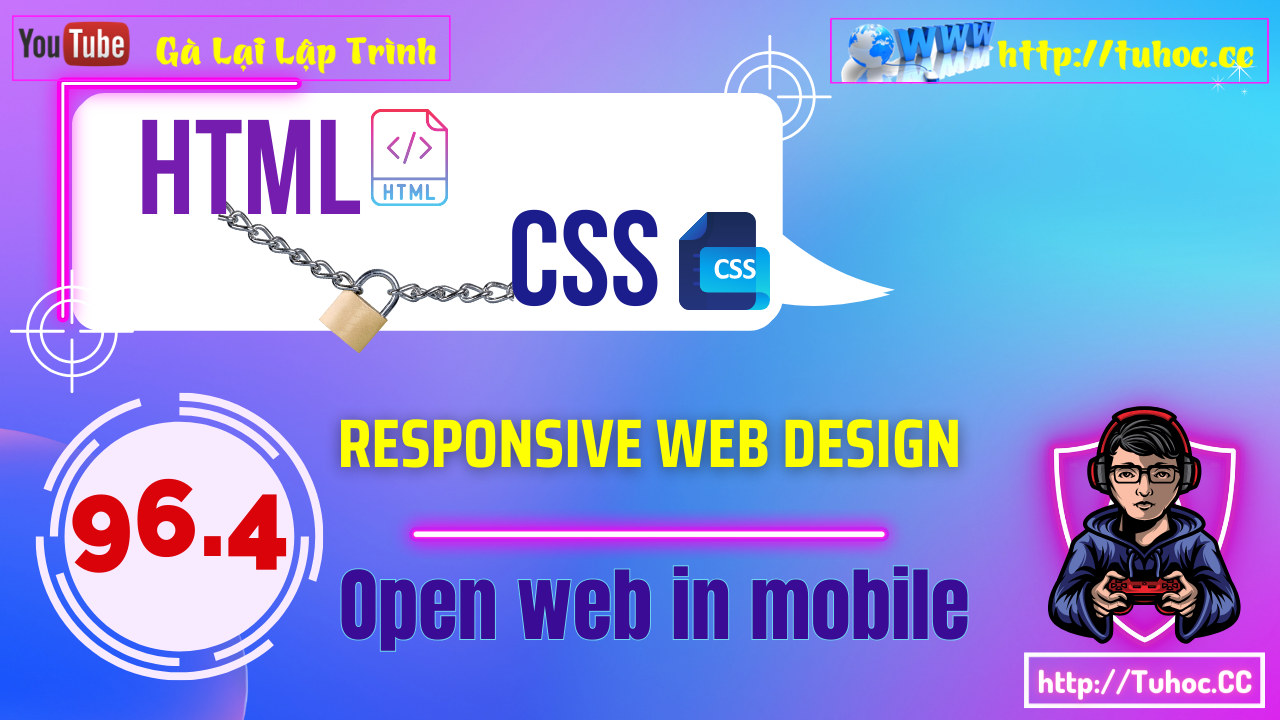 YouTube
Gà Lại Lập Trình
WWW
http://tuhoc.cc
HTML
</>
HTML
CSS
CSS
RESPONSIVE WEB DESIGN
96.4
Open web in mobile
http://Tuhoc.CC